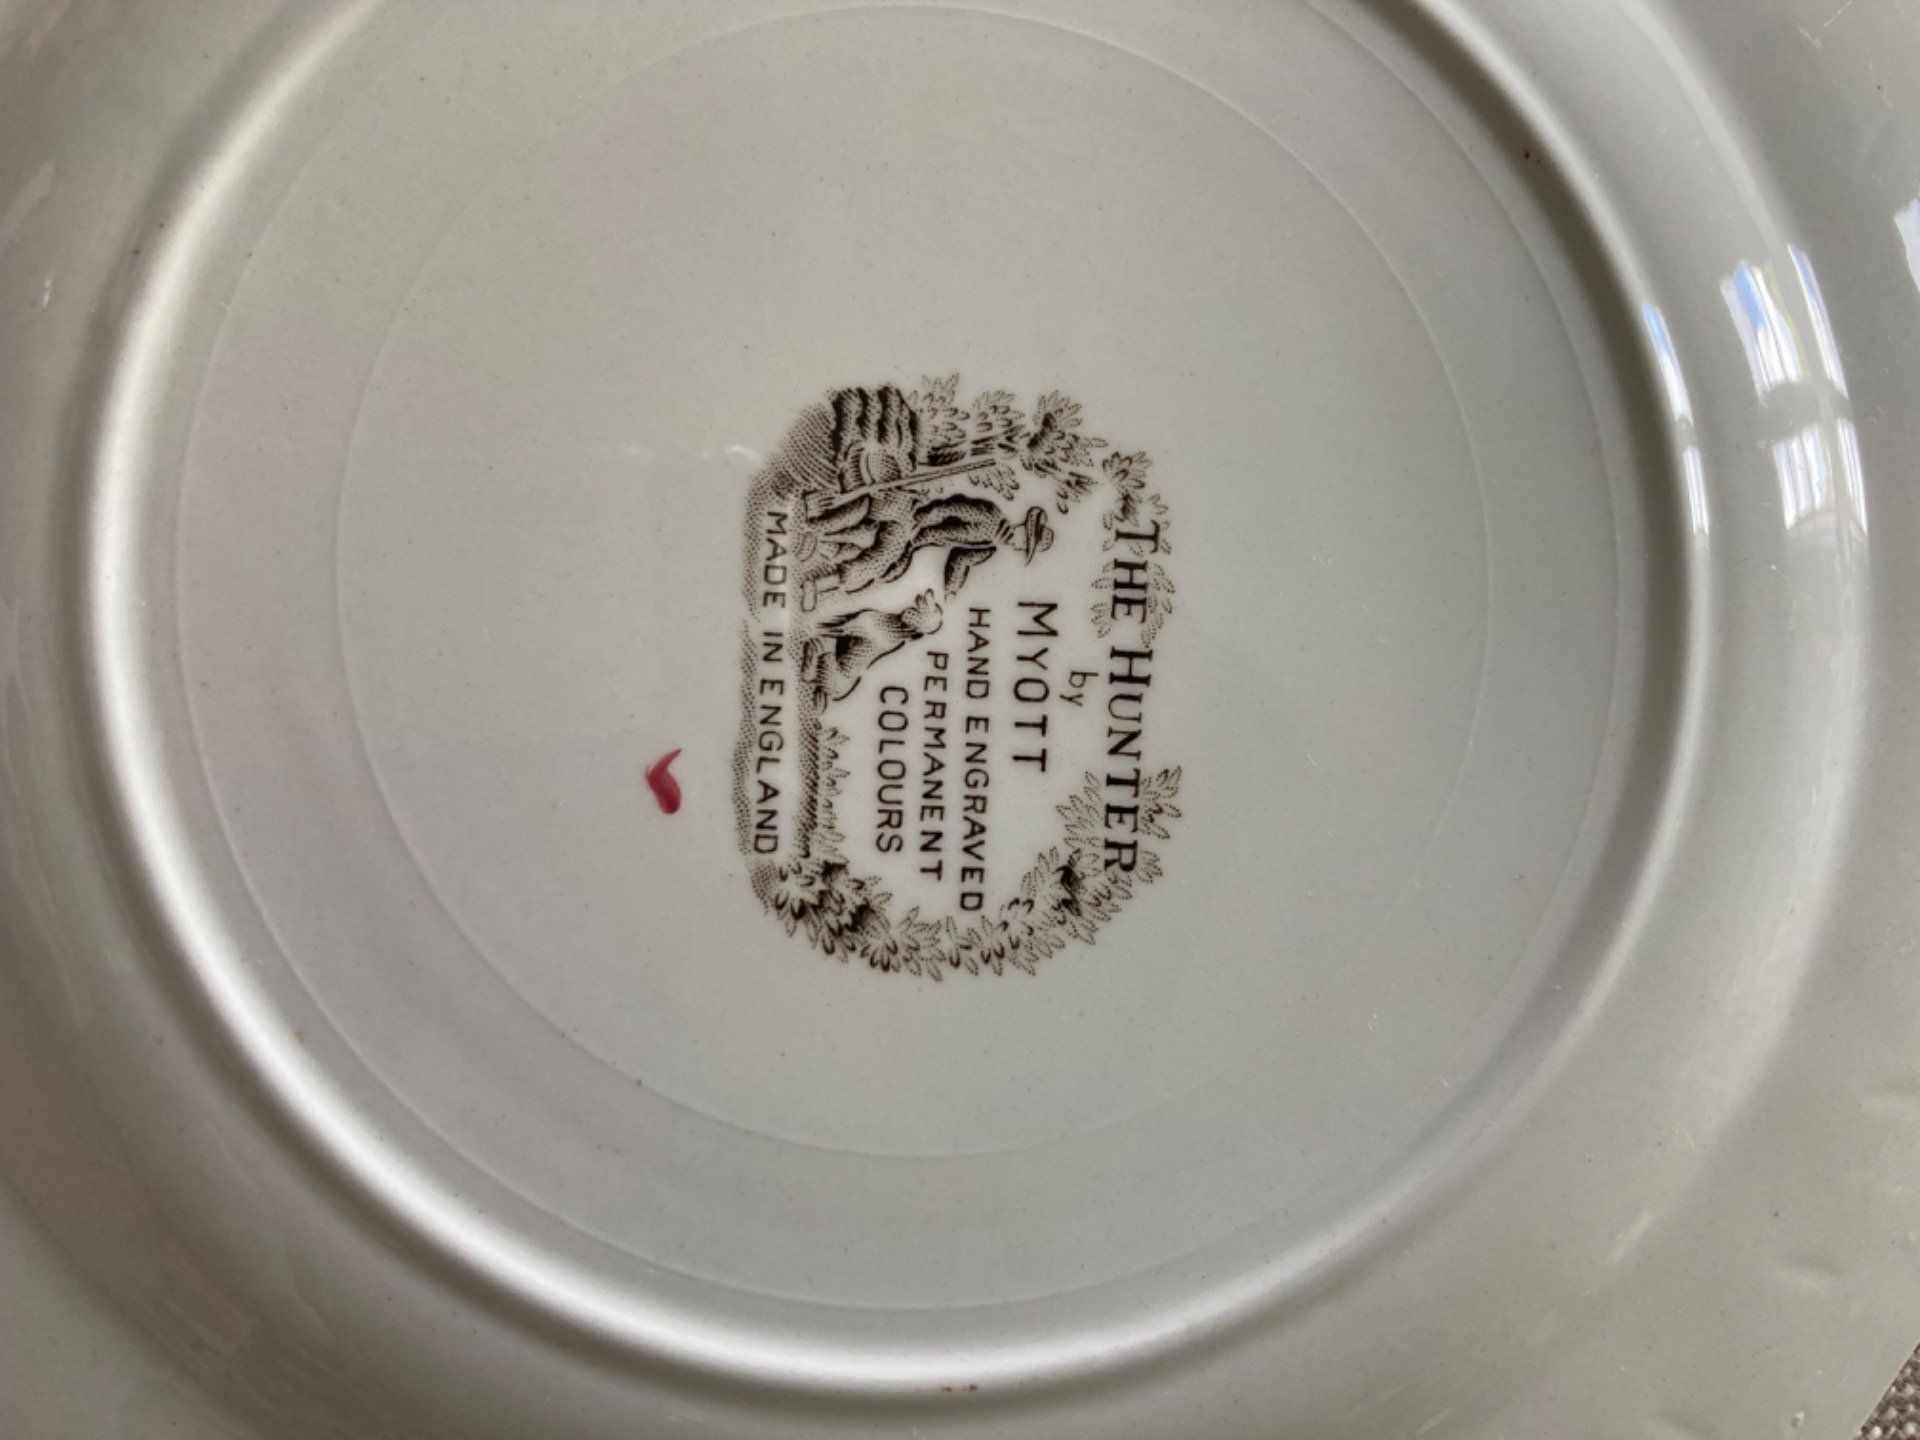 THE HUNTER
by
MYOTT
HAND ENGRAVED
PERMANENT
COLOURS
MADE IN ENGLAND